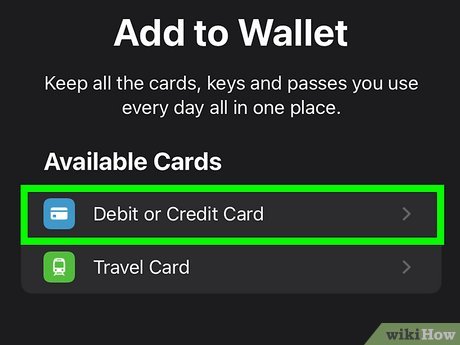 Add to Wallet
Keep all the cards, keys and passes you use
every day all in one place.
Available Cards
Debit or Credit Card
Travel Card
wikiHow